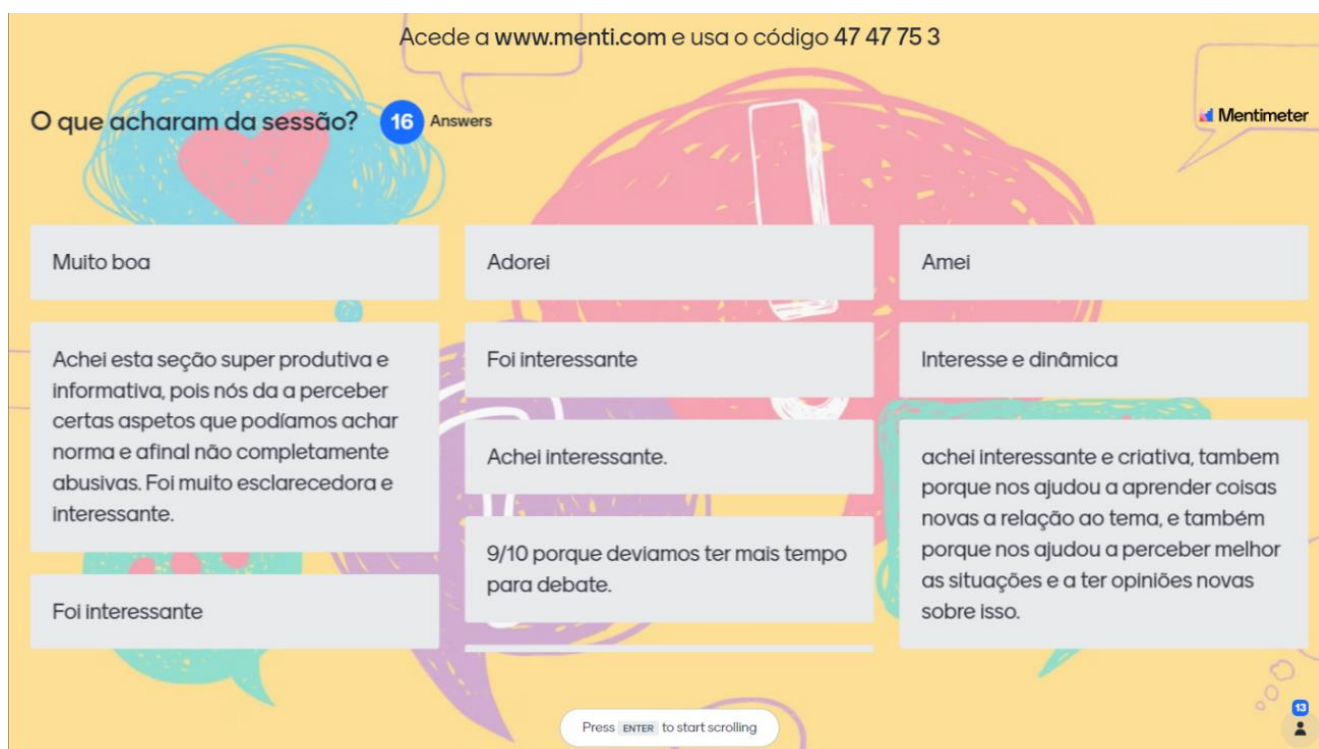 Acede a www.menti.com e usa o código 47 47 75 3
O que acharam da sessão?
16 Answers
Mentimeter
Muito boa
Achei esta seção super produtiva e
informativa, pois nós da a perceber
certas aspetos que podíamos achar
norma e afinal não completamente
abusivas. Foi muito esclarecedora e
interessante.
Foi interessante
Adorei
Foi interessante
Achei interessante.
9/10 porque deviamos ter mais tempo
para debate.
Amei
Interesse e dinâmica
achei interessante e criativa, tambem
porque nos ajudou a aprender coisas
novas a relação ao tema, e também
porque nos ajudou a perceber melhor
as situações e a ter opiniões novas
sobre isso.
Press ENTER to start scrolling
13